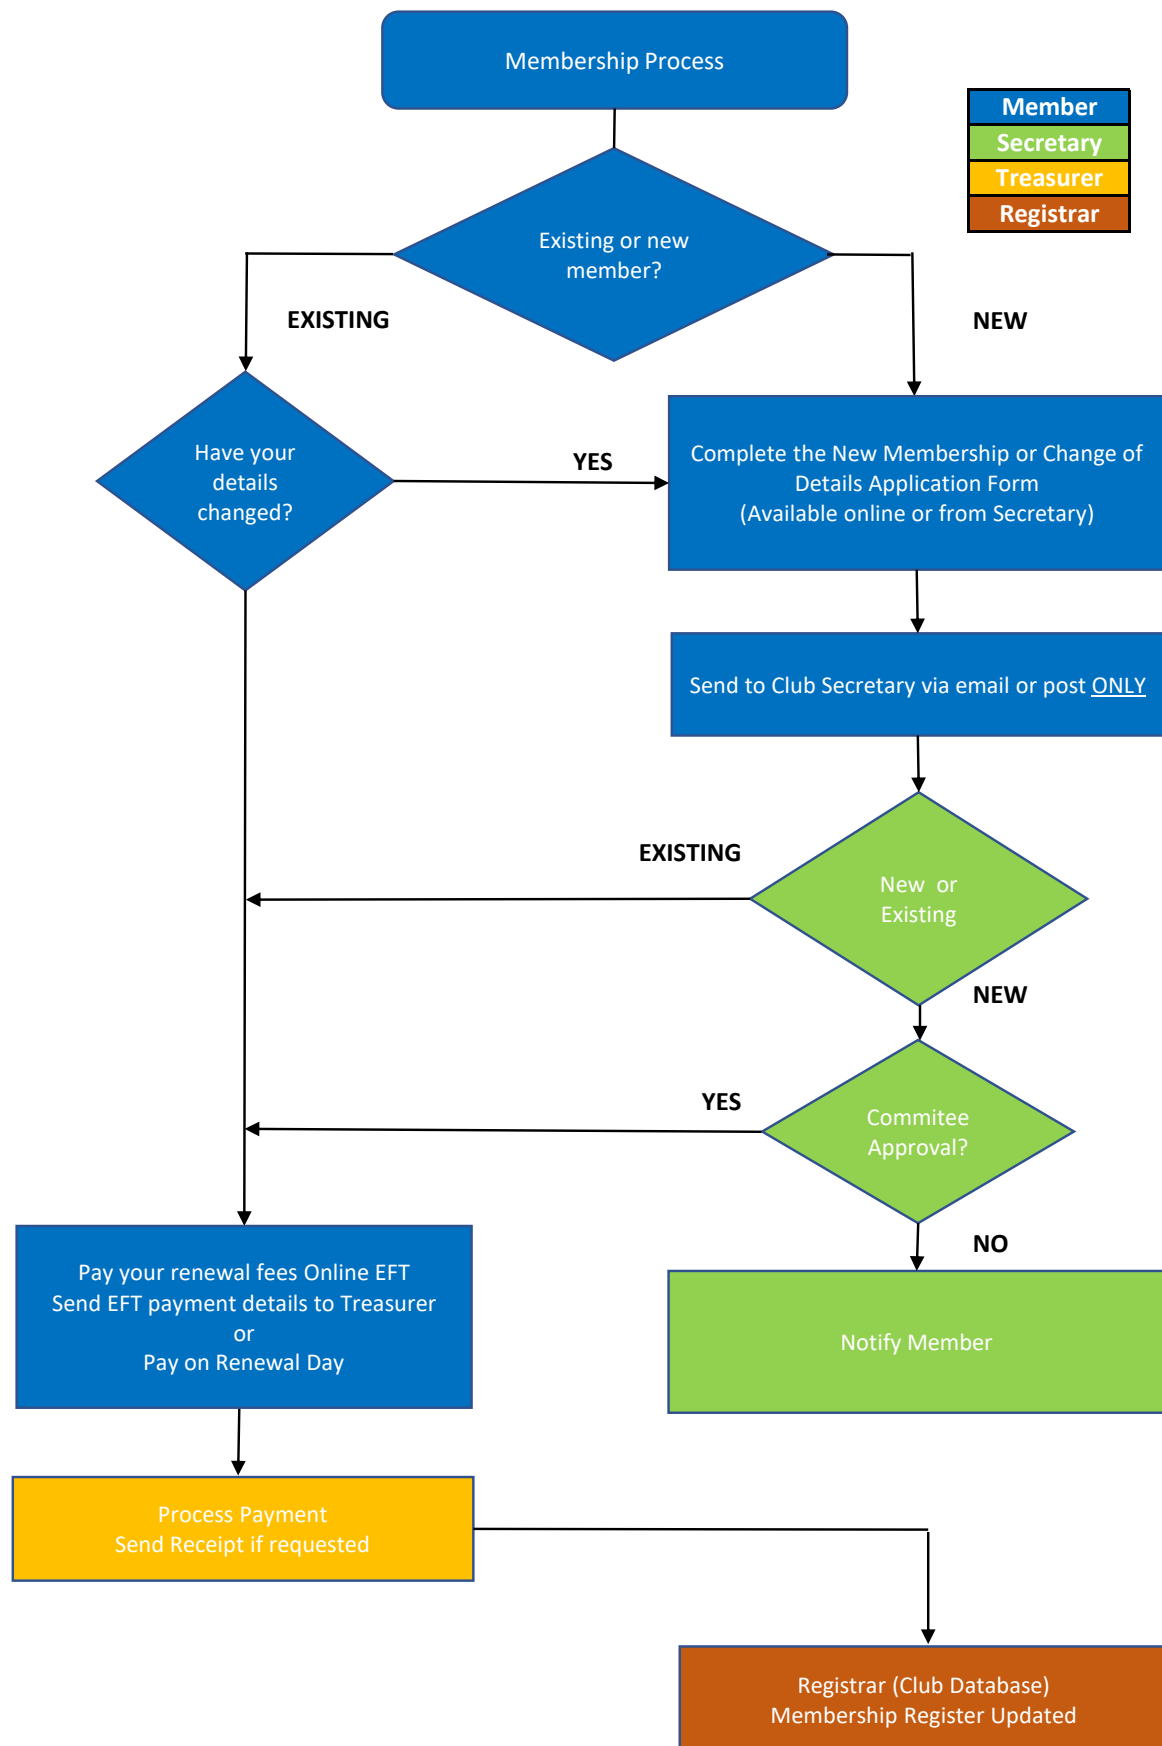 Membership Process
Member
Secretary
Treasurer
Registrar
Existing or new
member?
EXISTING
NEW
Have your
details
changed?
YES
Complete the New Membership or Change of
Details Application Form
(Available online or from Secretary)
Send to Club Secretary via email or post ONLY
EXISTING
New or
Existing
NEW
YES
Commitee
Approval?
NO
Pay your renewal fees Online EFT
Send EFT payment details to Treasurer
or
Pay on Renewal Day
Notify Member
Process Payment
Send Receipt if requested
Registrar (Club Database)
Membership Register Updated